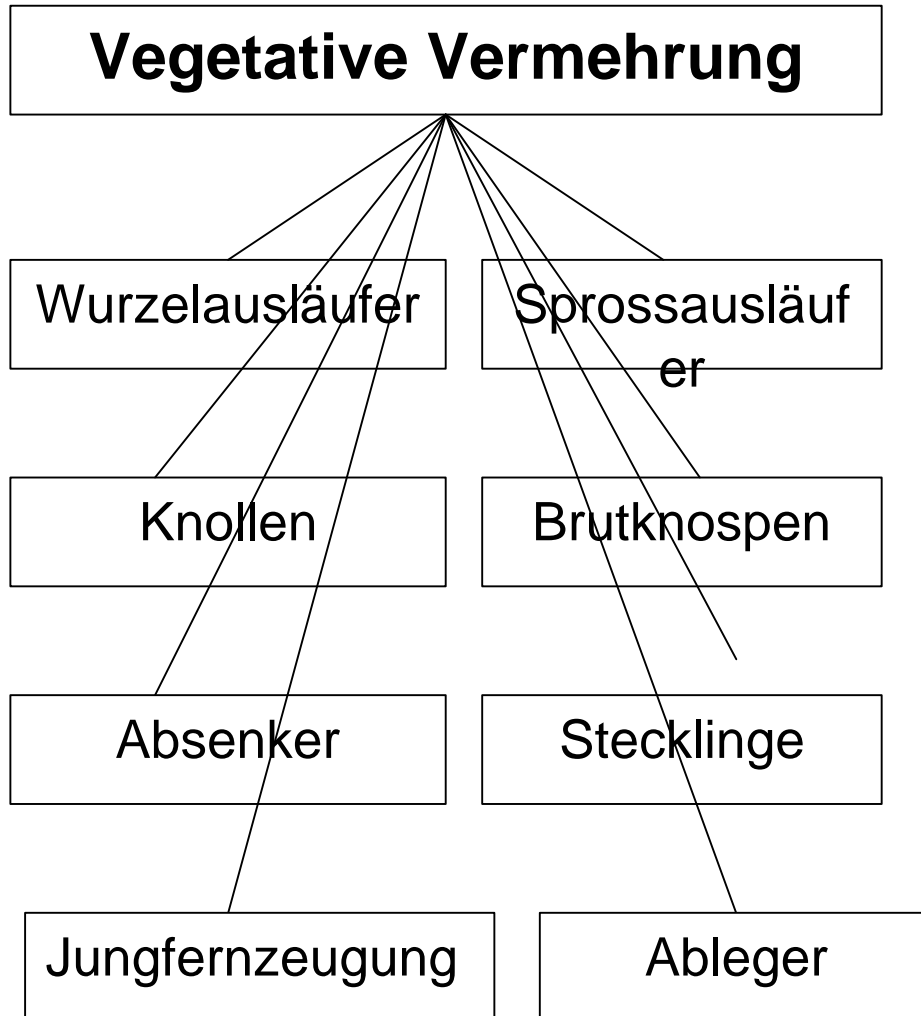 Vegetative Vermehrung
Wurzelausläufer
Sprossausläuf
er
Knollen
Brutknospen
Absenker
Stecklinge
Jungfernzeugung
Ableger